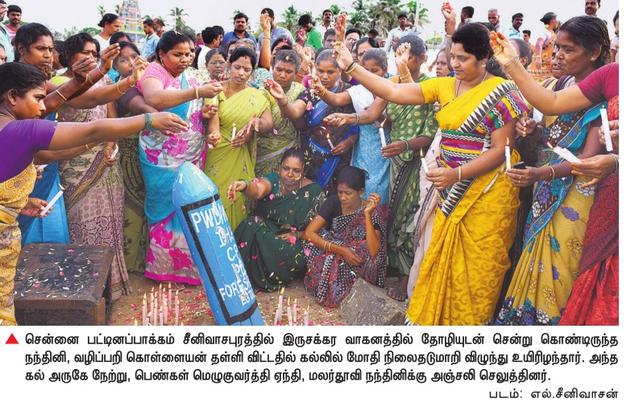 PWD
சென்னை பட்டினப்பாக்கம் சீனிவாசபுரத்தில் இருசக்கர வாகனத்தில் தோழியுடன் சென்று கொண்டிருந்த
நந்தினி, வழிப்பறி கொள்ளையன் தள்ளி விட்டதில் கல்லில் மோதி நிலைதடுமாறி விழுந்து உயிரிழந்தார். அந்த
கல் அருகே நேற்று, பெண்கள் மெழுகுவர்த்தி ஏந்தி, மலர்தூவி நந்தினிக்கு அஞ்சலி செலுத்தினர்.
படம்: எல்.சீனிவாசன்